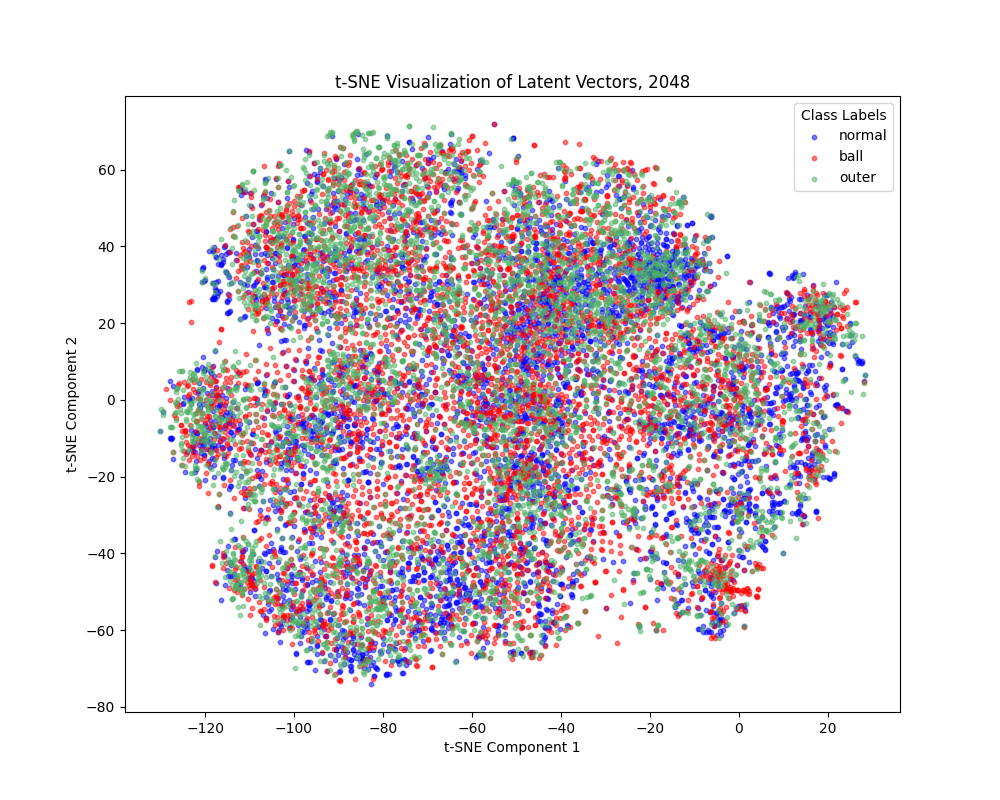 t-SNE Visualization of Latent Vectors, 2048
Class Labels
normal
ball
outer
t-SNE Component 2
60
40
20
0
−20
−40
−60
−80
−120
−100
−80
−60
−40
−20
0
20
t-SNE Component 1